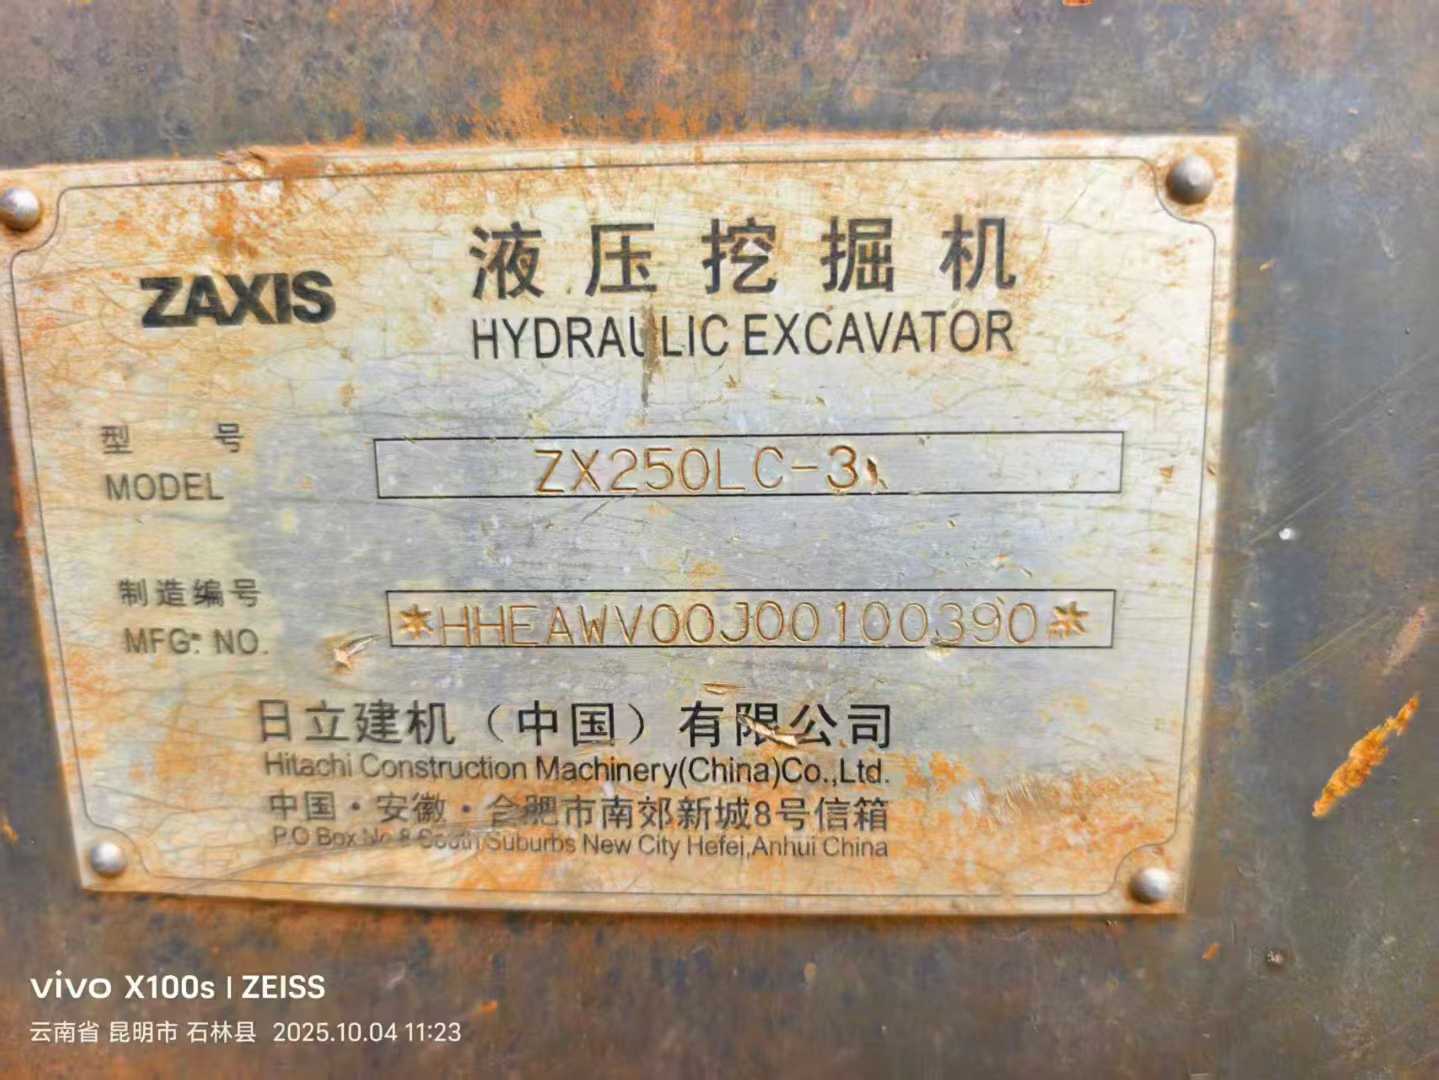 ZAXIS
液压挖掘机
HYDRAULIC EXCAVATOR
型 号
MODEL
ZX250LC-3
制造编号
MFG. NO.
*HHEAWV00J00100390*
日立建机（中国）有限公司
Hitachi Construction Machinery(China)Co.,Ltd.
中国·安徽·合肥市南郊新城8号信箱
P.O Box No 8 South Suburbs New City Hefei,Anhui China
vivo X100s | ZEISS
云南省 昆明市 石林县 2025.10.04 11:23